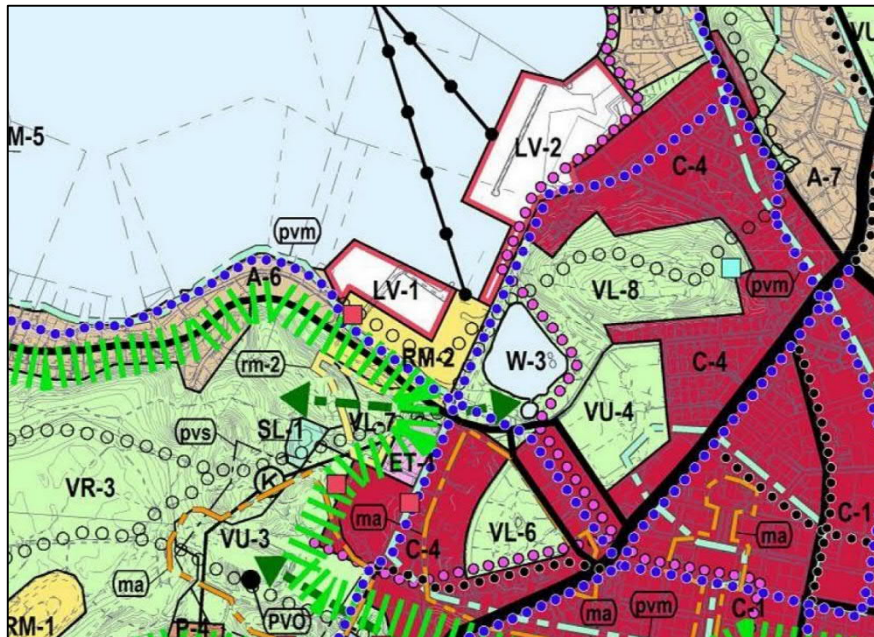 VU
M-5
LV-2
C-4
A-7
pvm
A-6
LV-1
VL-8
pvm
RM-2
W-3
C-4
rm-2
VU-4
SL-1
VL-7
pvs
K
VR-3
ma
VL-6
C-1
ma
C-4
VU-3
ma
ma
pvm
C-1
PVO
RM-1
P-4